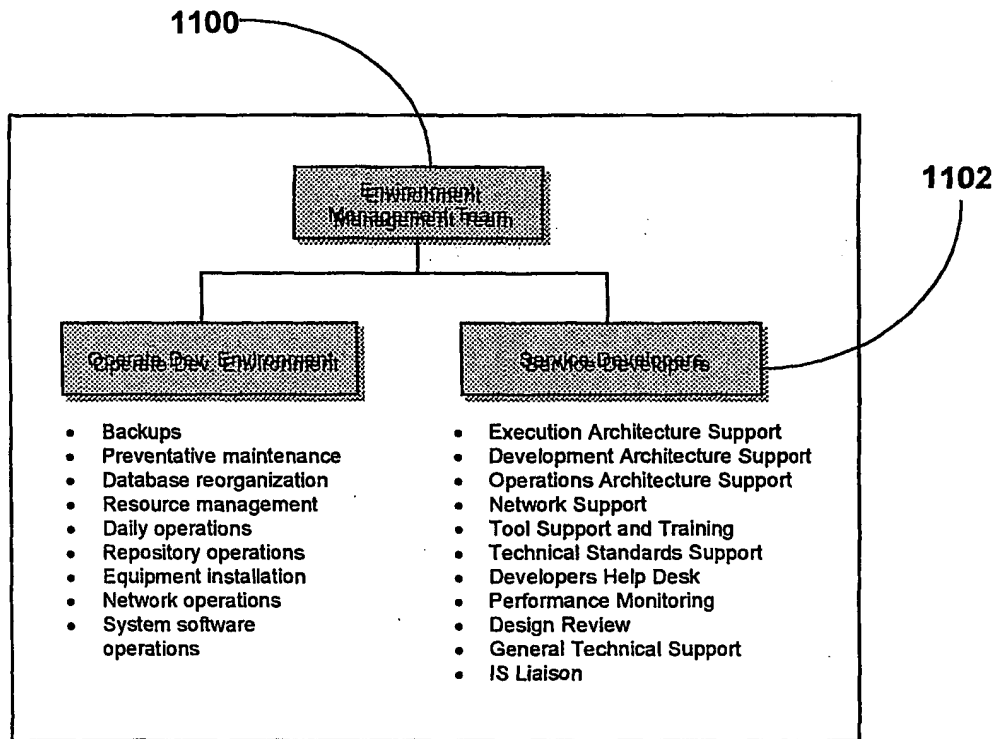 1100
1102
Environment
Management Team
Operate Dev. Environment
Service Developers
• Backups
• Preventative maintenance
• Database reorganization
• Resource management
• Daily operations
• Repository operations
• Equipment installation
• Network operations
• System software
operations
• Execution Architecture Support
• Development Architecture Support
• Operations Architecture Support
• Network Support
• Tool Support and Training
• Technical Standards Support
• Developers Help Desk
• Performance Monitoring
• Design Review
• General Technical Support
• IS Liaison